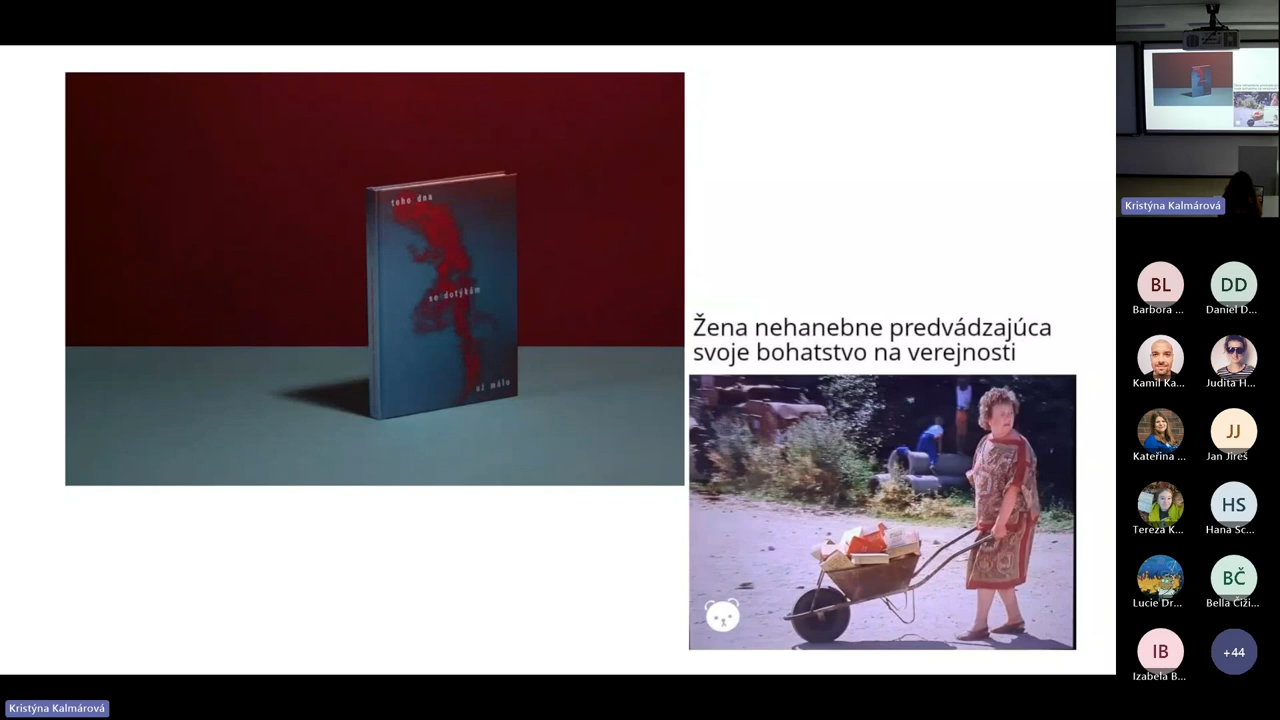 toho dna
se dotýkám
už málo
Žena nehanebne predvádzajúca
svoje bohatstvo na verejnosti
Kristýna Kalmárová
BL
DD
Barbora ...
Daniel D...
Kamil Ka...
Judita H...
JJ
Kateřina ...
Jan Jireš
HS
Tereza K...
Hana Sc...
BČ
Lucie Dr...
Bella Čiži...
IB
+44
Izabela B...
Kristýna Kalmárová